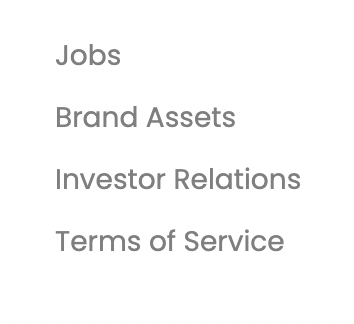 Jobs
Brand Assets
Investor Relations
Terms of Service